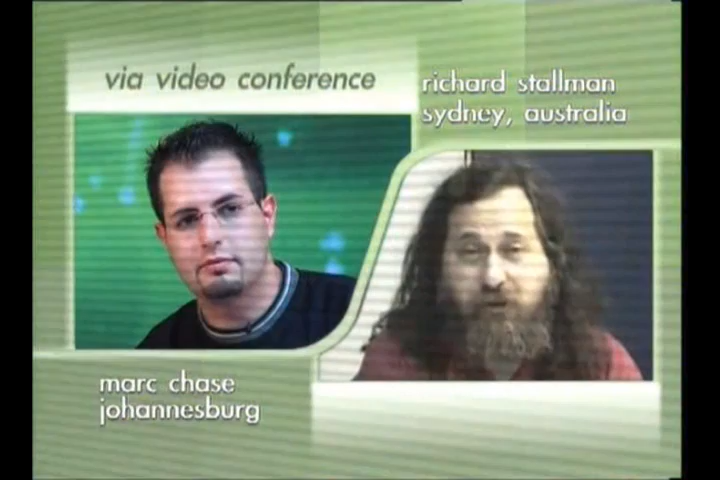 via video conference
richard stallman
sydney, australia
marc chase
johannesburg